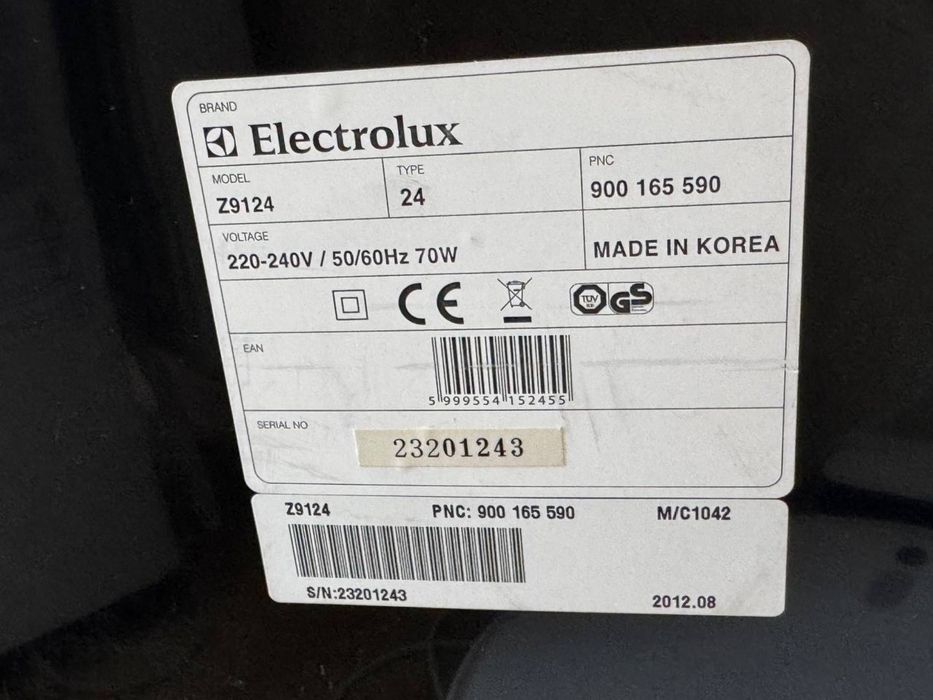 BRAND
Electrolux
MODEL
Z9124
TYPE
24
PNC
900 165 590
VOLTAGE
220-240V / 50/60Hz 70W
MADE IN KOREA
CE
TÜV
GS
EAN
5 999554 152455
SERIAL NO
23201243
Z9124 PNC: 900 165 590 M/C1042
S/N:23201243
2012.08